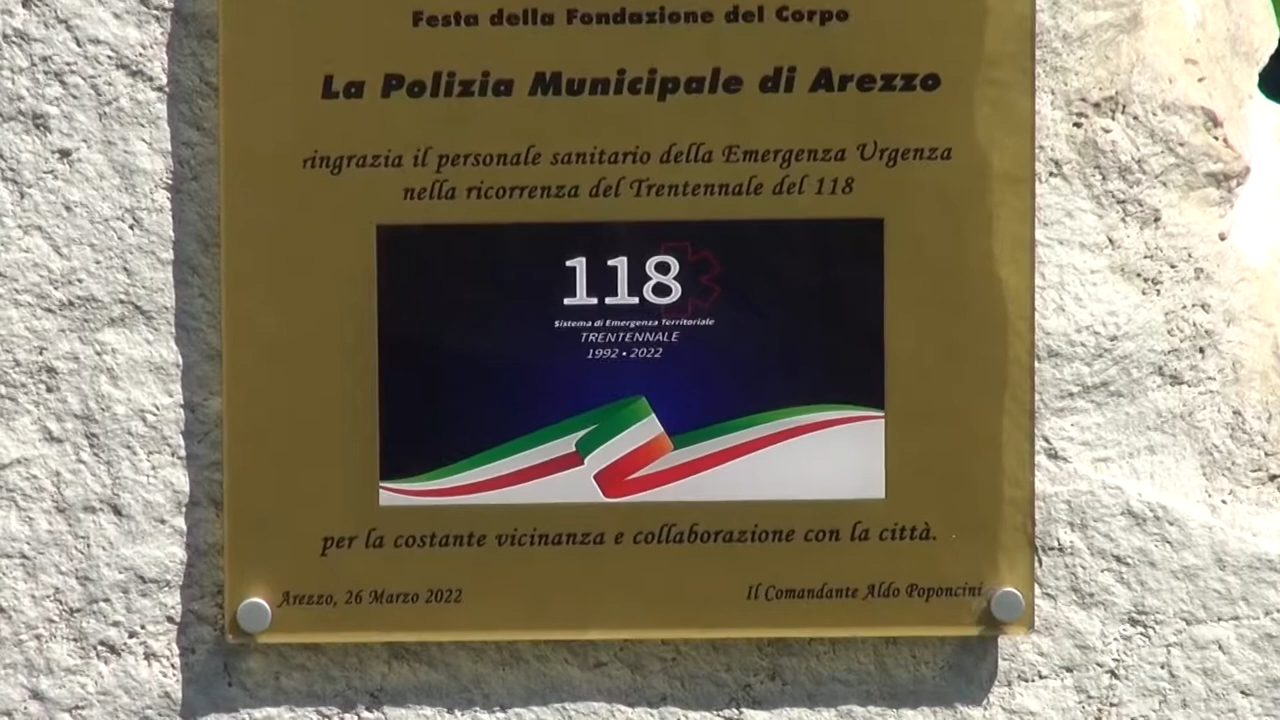 Festa della Fondazione del Corpo
La Polizia Municipale di Arezzo
ringrazia il personale sanitario della Emergenza Urgenza
nella ricorrenza del Trentennale del 118
118
Sistema di Emergenza Territoriale
TRENTENNALE
1992 • 2022
per la costante vicinanza e collaborazione con la città.
Arezzo, 26 Marzo 2022
Il Comandante Aldo Poponcini